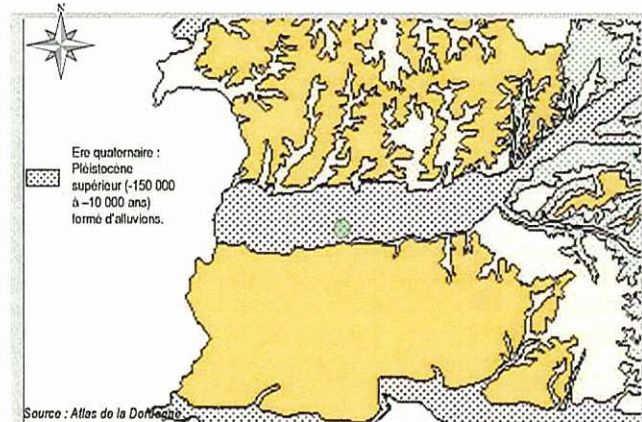 N
Ere quaternaire :
Pléistocène
supérieur (-150 000
à –10 000 ans)
formé d'alluvions.
Source : Atlas de la Dordogne